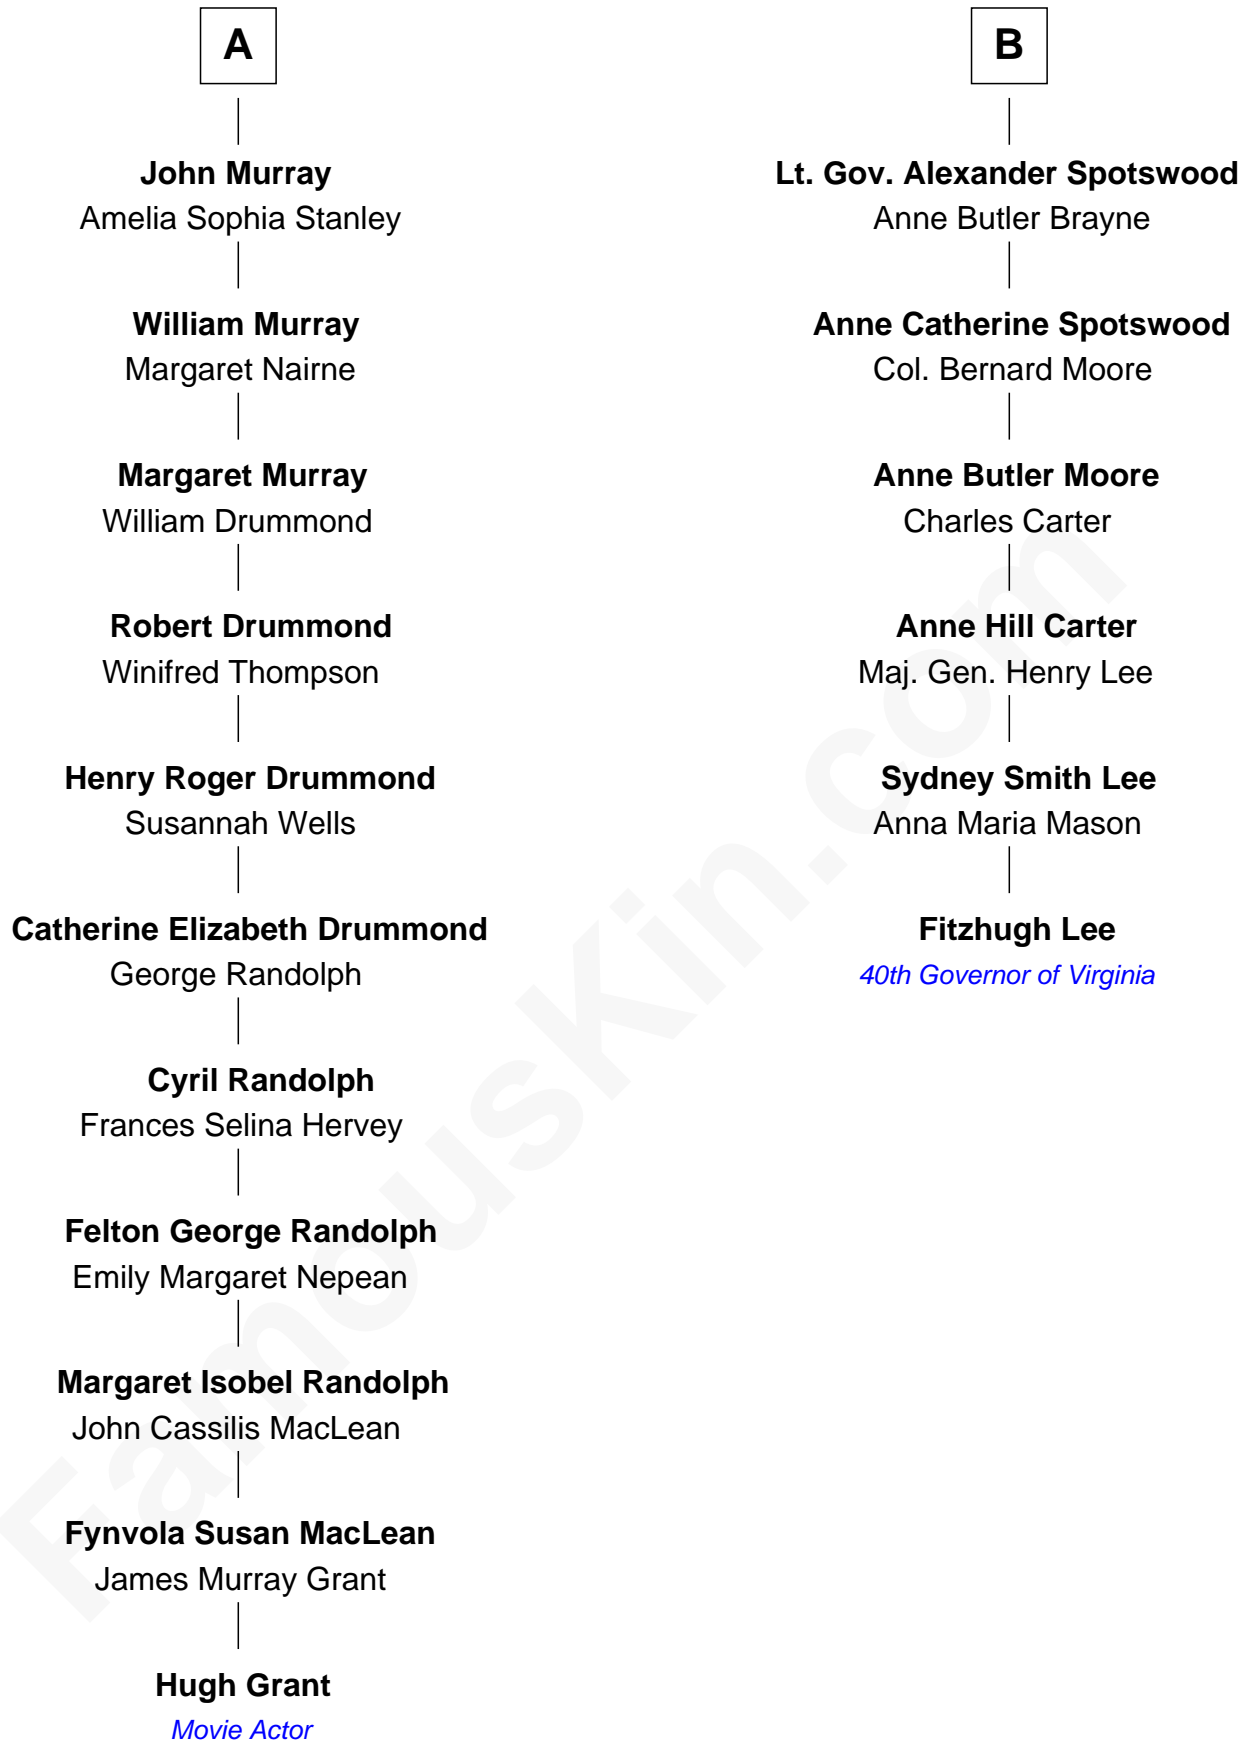 A
John Murray
Amelia Sophia Stanley
William Murray
Margaret Nairne
Margaret Murray
William Drummond
Robert Drummond
Winifred Thompson
Henry Roger Drummond
Susannah Wells
Catherine Elizabeth Drummond
George Randolph
Cyril Randolph
Frances Selina Hervey
Felton George Randolph
Emily Margaret Nepean
Margaret Isobel Randolph
John Cassilis MacLean
Fynvola Susan MacLean
James Murray Grant
Hugh Grant
Movie Actor
B
Lt. Gov. Alexander Spotswood
Anne Butler Brayne
Anne Catherine Spotswood
Col. Bernard Moore
Anne Butler Moore
Charles Carter
Anne Hill Carter
Maj. Gen. Henry Lee
Sydney Smith Lee
Anna Maria Mason
Fitzhugh Lee
40th Governor of Virginia
FamousKin.com